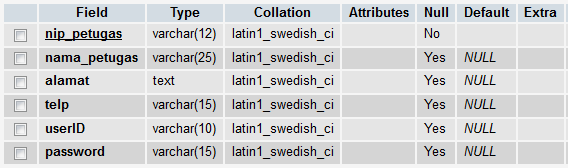 Field Type Collation Attributes Null Default Extra
nip_petugas varchar(12) latin1_swedish_ci No
nama_petugas varchar(25) latin1_swedish_ci Yes NULL
alamat text latin1_swedish_ci Yes NULL
telp varchar(15) latin1_swedish_ci Yes NULL
userID varchar(10) latin1_swedish_ci Yes NULL
password varchar(15) latin1_swedish_ci Yes NULL